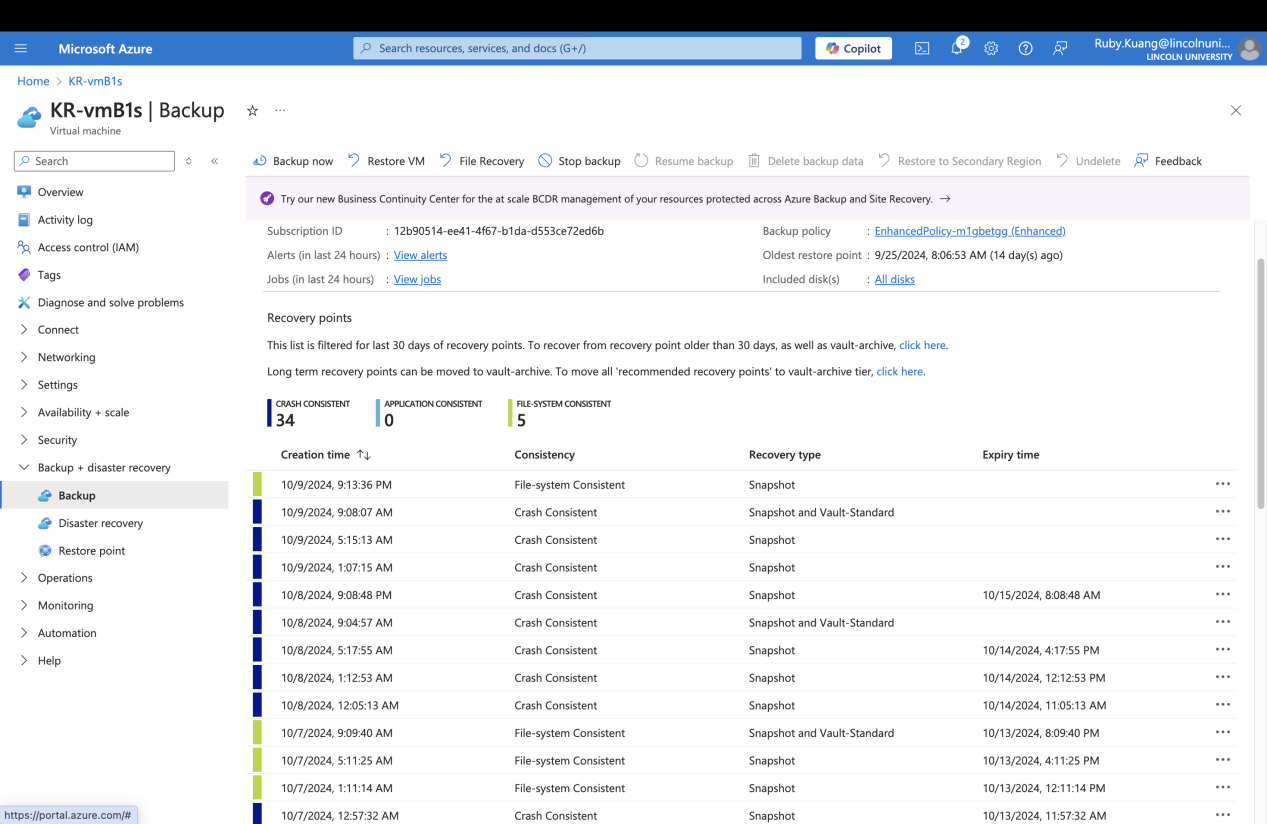 Microsoft Azure
Search resources, services, and docs (G+/)
Copilot
2
Ruby.Kuang@lincolnuni...
LINCOLN UNIVERSITY
Home > KR-vmB1s
KR-vmB1s | Backup
Virtual machine
Search
Backup now
Restore VM
File Recovery
Stop backup
Resume backup
Delete backup data
Restore to Secondary Region
Undelete
Feedback
Overview
Activity log
Access control (IAM)
Tags
Diagnose and solve problems
Connect
Networking
Settings
Availability + scale
Security
Backup + disaster recovery
Backup
Disaster recovery
Restore point
Operations
Monitoring
Automation
Help
Try our new Business Continuity Center for the at scale BCDR management of your resources protected across Azure Backup and Site Recovery. →
Subscription ID : 12b90514-ee41-4f67-b1da-d553ce72ed6b
Alerts (in last 24 hours) : View alerts
Jobs (in last 24 hours) : View jobs
Backup policy : EnhancedPolicy-m1gbetgg (Enhanced)
Oldest restore point : 9/25/2024, 8:06:53 AM (14 day(s) ago)
Included disk(s) : All disks
Recovery points
This list is filtered for last 30 days of recovery points. To recover from recovery point older than 30 days, as well as vault-archive, click here.
Long term recovery points can be moved to vault-archive. To move all 'recommended recovery points' to vault-archive tier, click here.
CRASH CONSISTENT
34
APPLICATION CONSISTENT
0
FILE-SYSTEM CONSISTENT
5
Creation time ↑↓ Consistency Recovery type Expiry time
10/9/2024, 9:13:36 PM File-system Consistent Snapshot
10/9/2024, 9:08:07 AM Crash Consistent Snapshot and Vault-Standard
10/9/2024, 5:15:13 AM Crash Consistent Snapshot
10/9/2024, 1:07:15 AM Crash Consistent Snapshot
10/8/2024, 9:08:48 PM Crash Consistent Snapshot 10/15/2024, 8:08:48 AM
10/8/2024, 9:04:57 AM Crash Consistent Snapshot and Vault-Standard
10/8/2024, 5:17:55 AM Crash Consistent Snapshot 10/14/2024, 4:17:55 PM
10/8/2024, 1:12:53 AM Crash Consistent Snapshot 10/14/2024, 12:12:53 PM
10/8/2024, 12:05:13 AM Crash Consistent Snapshot 10/14/2024, 11:05:13 AM
10/7/2024, 9:09:40 AM File-system Consistent Snapshot and Vault-Standard 10/13/2024, 8:09:40 PM
10/7/2024, 5:11:25 AM File-system Consistent Snapshot 10/13/2024, 4:11:25 PM
10/7/2024, 1:11:14 AM File-system Consistent Snapshot 10/13/2024, 12:11:14 PM
10/7/2024, 12:57:32 AM Crash Consistent Snapshot 10/13/2024, 11:57:32 AM
https://portal.azure.com/#